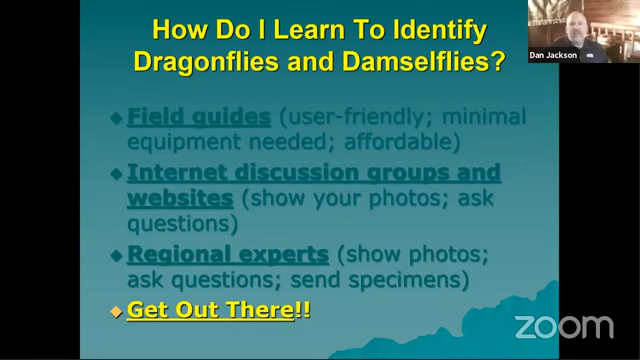 How Do I Learn To Identify
Dragonflies and Damselflies?
Dan Jackson
Field guides (user-friendly; minimal
equipment needed; affordable)
Internet discussion groups and
websites (show your photos; ask
questions)
Regional experts (show photos;
ask questions; send specimens)
Get Out There!!
zoom